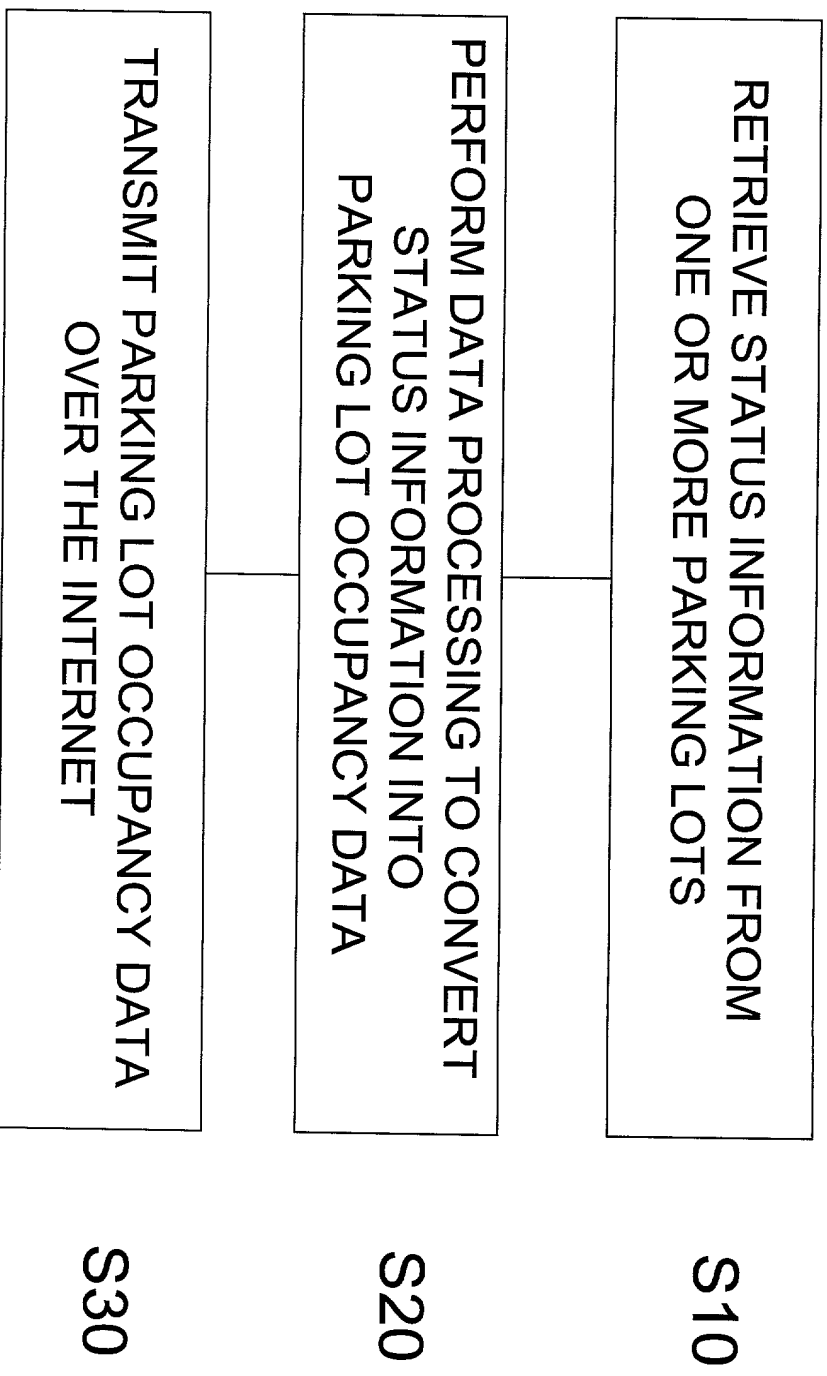 RETRIEVE STATUS INFORMATION FROM
ONE OR MORE PARKING LOTS
S10
PERFORM DATA PROCESSING TO CONVERT
STATUS INFORMATION INTO
PARKING LOT OCCUPANCY DATA
S20
TRANSMIT PARKING LOT OCCUPANCY DATA
OVER THE INTERNET
S30